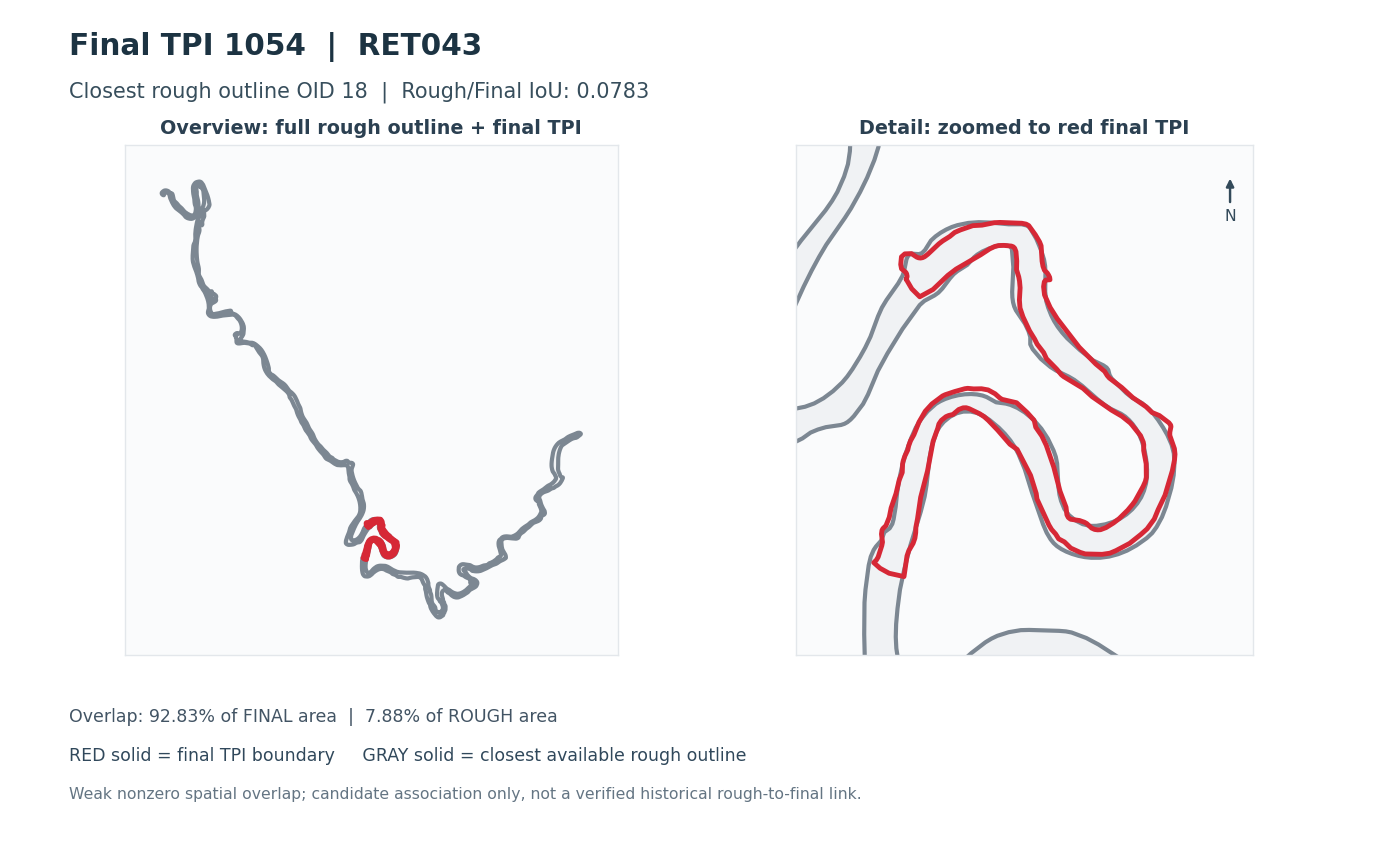 Final TPI 1054  |  RET043
Closest rough outline OID 18  |  Rough/Final IoU: 0.0783
Overview: full rough outline + final TPI
Detail: zoomed to red final TPI
N
Overlap: 92.83% of FINAL area  |  7.88% of ROUGH area
RED solid = final TPI boundary     GRAY solid = closest available rough outline
Weak nonzero spatial overlap; candidate association only, not a verified historical rough-to-final link.